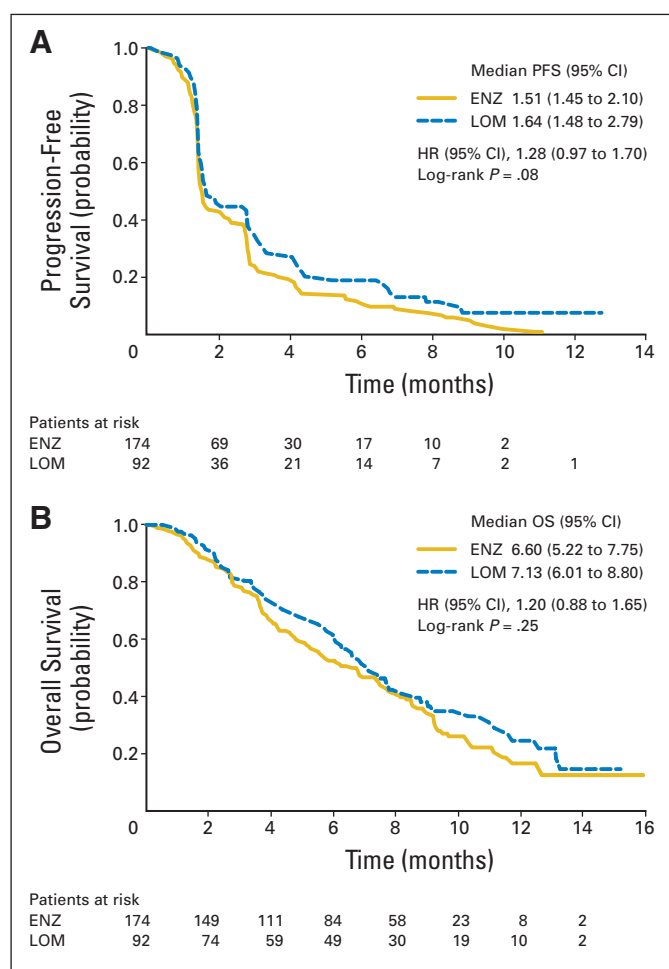 A
Median PFS (95% CI)
ENZ 1.51 (1.45 to 2.10)
LOM 1.64 (1.48 to 2.79)
HR (95% CI), 1.28 (0.97 to 1.70)
Log-rank P = .08
Progression-Free
Survival (probability)
1.0
0.8
0.6
0.4
0.2
0 2 4 6 8 10 12 14
Time (months)
Patients at risk
ENZ 174 69 30 17 10 2
LOM 92 36 21 14 7 2 1
B
Median OS (95% CI)
ENZ 6.60 (5.22 to 7.75)
LOM 7.13 (6.01 to 8.80)
HR (95% CI), 1.20 (0.88 to 1.65)
Log-rank P = .25
Overall Survival
(probability)
1.0
0.8
0.6
0.4
0.2
0 2 4 6 8 10 12 14 16
Time (months)
Patients at risk
ENZ 174 149 111 84 58 23 8 2
LOM 92 74 59 49 30 19 10 2